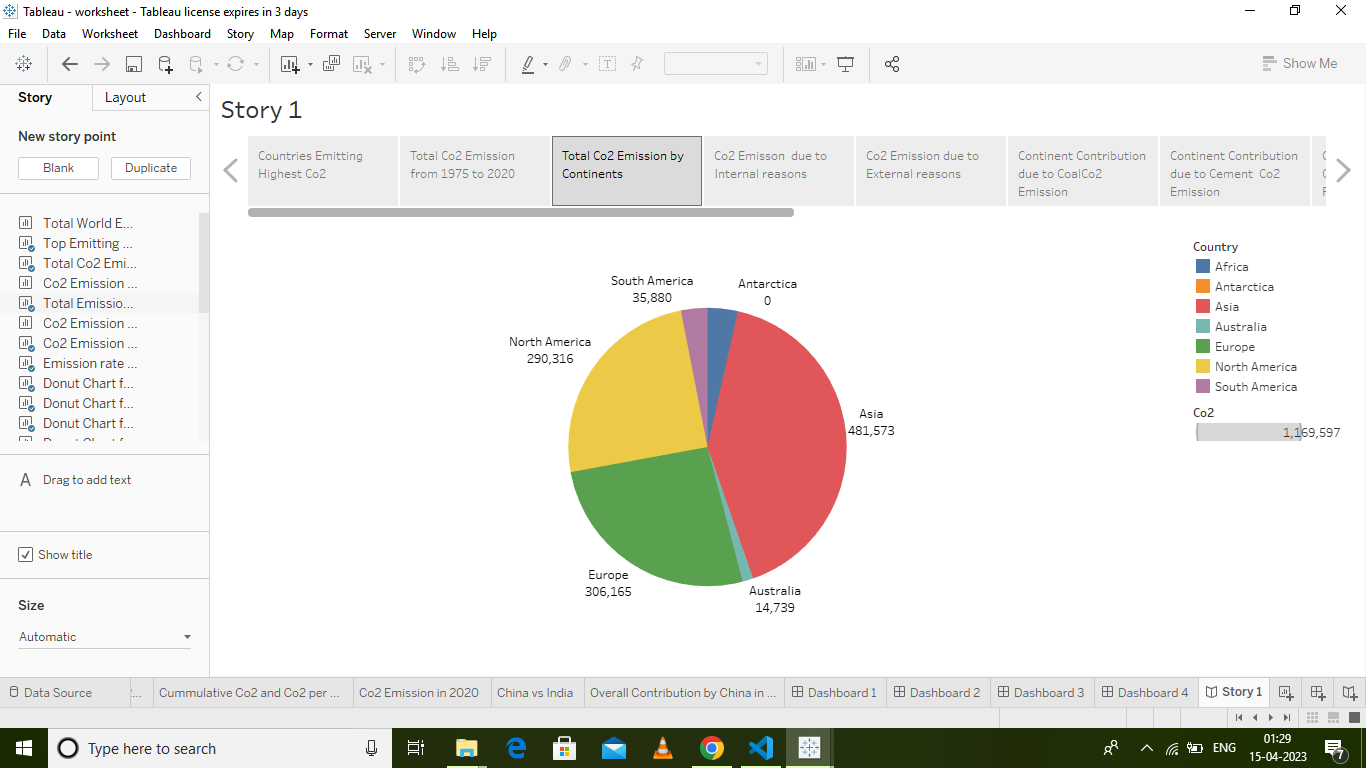 Tableau - worksheet - Tableau license expires in 3 days
File Data Worksheet Dashboard Story Map Format Server Window Help
Show Me
Story
Layout
New story point
Blank
Duplicate
Total World E...
Top Emitting ...
Total Co2 Emi...
Co2 Emission ...
Total Emissio...
Co2 Emission ...
Co2 Emission ...
Emission rate ...
Donut Chart f...
Donut Chart f...
Donut Chart f...
A Drag to add text
Show title
Size
Automatic
Story 1
Countries Emitting
Highest Co2
Total Co2 Emission
from 1975 to 2020
Total Co2 Emission by
Continents
Co2 Emisson due to
Internal reasons
Co2 Emission due to
External reasons
Continent Contribution
due to CoalCo2
Emission
Continent Contribution
due to Cement Co2
Emission
South America
35,880
Antarctica
0
North America
290,316
Asia
481,573
Europe
306,165
Australia
14,739
Country
Africa
Antarctica
Asia
Australia
Europe
North America
South America
Co2
1,169,597
Data Source
Cummulative Co2 and Co2 per ...
Co2 Emission in 2020
China vs India
Overall Contribution by China in ...
Dashboard 1
Dashboard 2
Dashboard 3
Dashboard 4
Story 1
Type here to search
ENG
01:29
15-04-2023
7